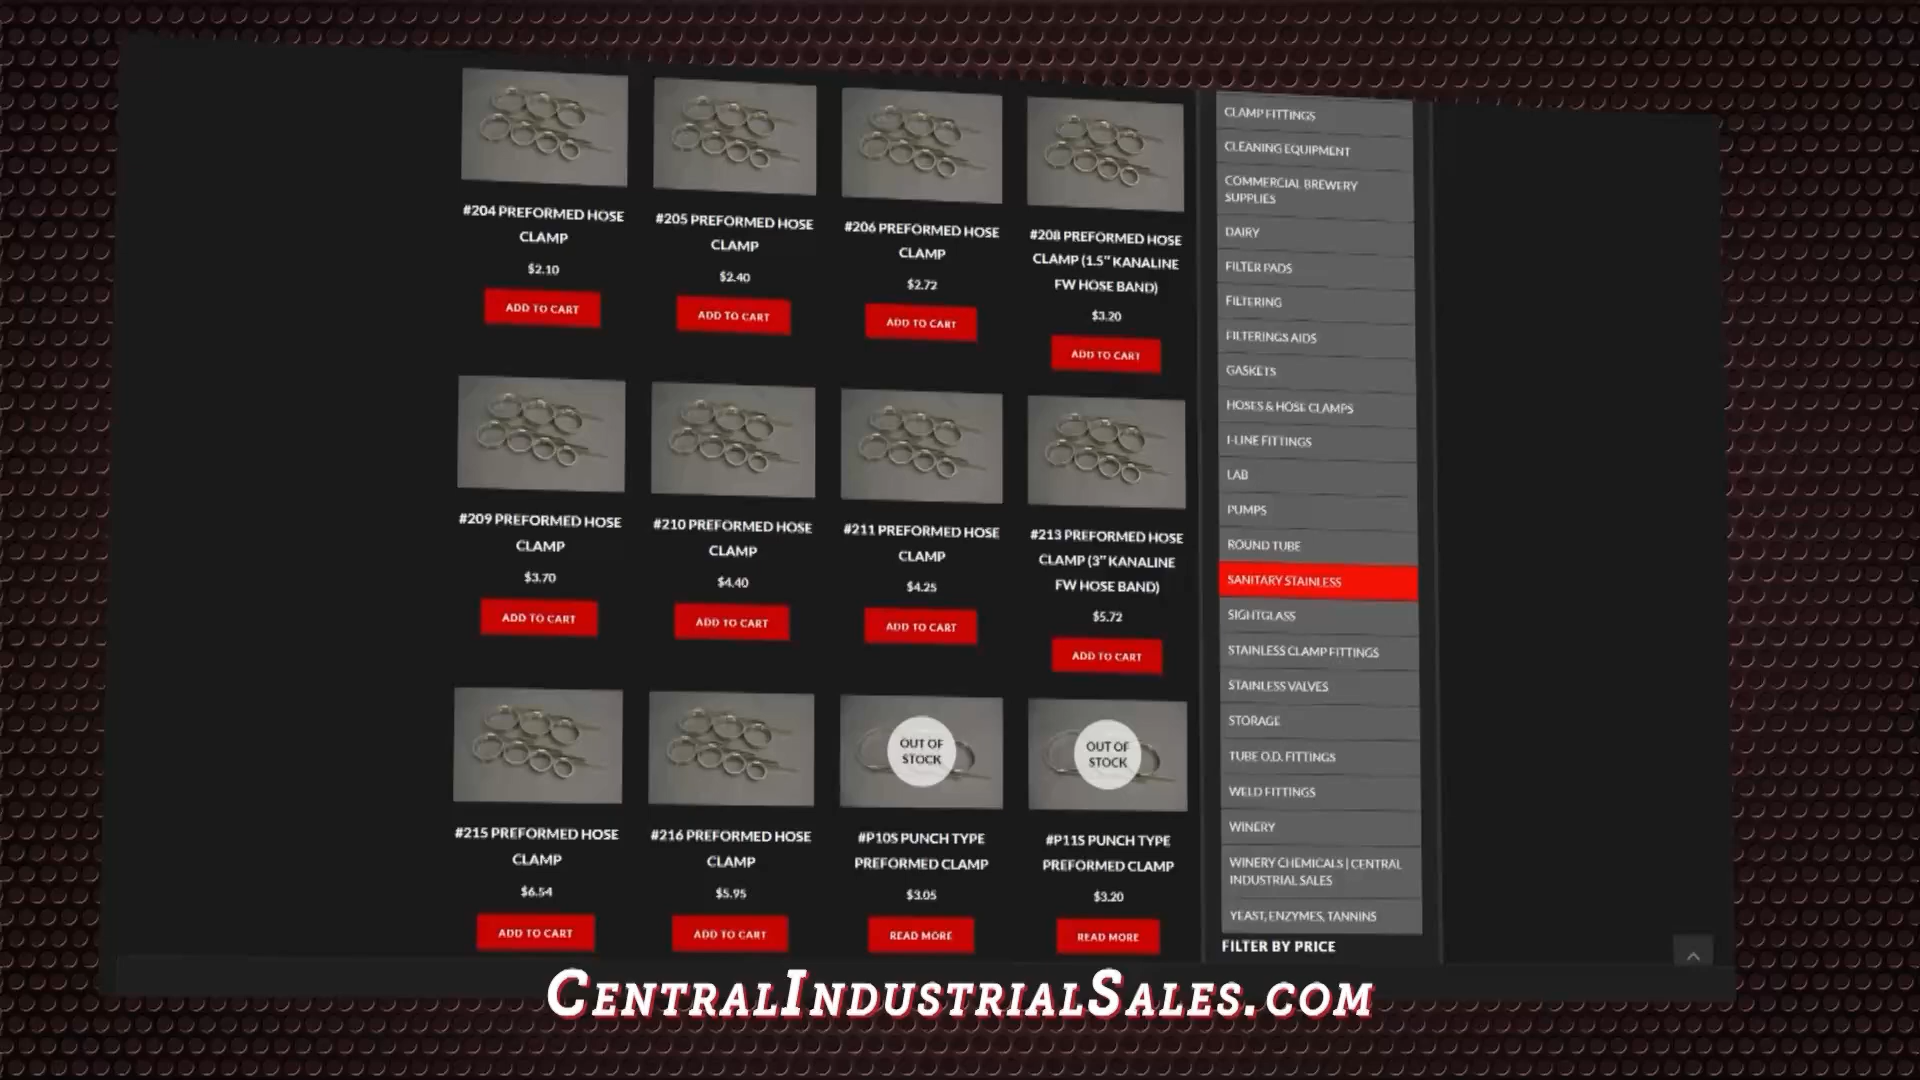 #204 PREFORMED HOSE
CLAMP
$2.10
ADD TO CART
#205 PREFORMED HOSE
CLAMP
$2.40
ADD TO CART
#206 PREFORMED HOSE
CLAMP
$2.72
ADD TO CART
#208 PREFORMED HOSE
CLAMP (1.5" KANALINE
FW HOSE BAND)
$3.20
ADD TO CART
#209 PREFORMED HOSE
CLAMP
$3.70
ADD TO CART
#210 PREFORMED HOSE
CLAMP
$4.40
ADD TO CART
#211 PREFORMED HOSE
CLAMP
$4.25
ADD TO CART
#213 PREFORMED HOSE
CLAMP (3" KANALINE
FW HOSE BAND)
$5.72
ADD TO CART
#215 PREFORMED HOSE
CLAMP
$6.54
ADD TO CART
#216 PREFORMED HOSE
CLAMP
$5.95
ADD TO CART
OUT OF
STOCK
#P10S PUNCH TYPE
PREFORMED CLAMP
$3.05
READ MORE
OUT OF
STOCK
#P11S PUNCH TYPE
PREFORMED CLAMP
$3.20
READ MORE
CLAMP FITTINGS
CLEANING EQUIPMENT
COMMERCIAL BREWERY
SUPPLIES
DAIRY
FILTER PADS
FILTERING
FILTERINGS AIDS
GASKETS
HOSES & HOSE CLAMPS
I-LINE FITTINGS
LAB
PUMPS
ROUND TUBE
SANITARY STAINLESS
SIGHTGLASS
STAINLESS CLAMP FITTINGS
STAINLESS VALVES
STORAGE
TUBE O.D. FITTINGS
WELD FITTINGS
WINERY
WINERY CHEMICALS | CENTRAL
INDUSTRIAL SALES
YEAST, ENZYMES, TANNINS
FILTER BY PRICE
CENTRALINDUSTRIALSALES.COM